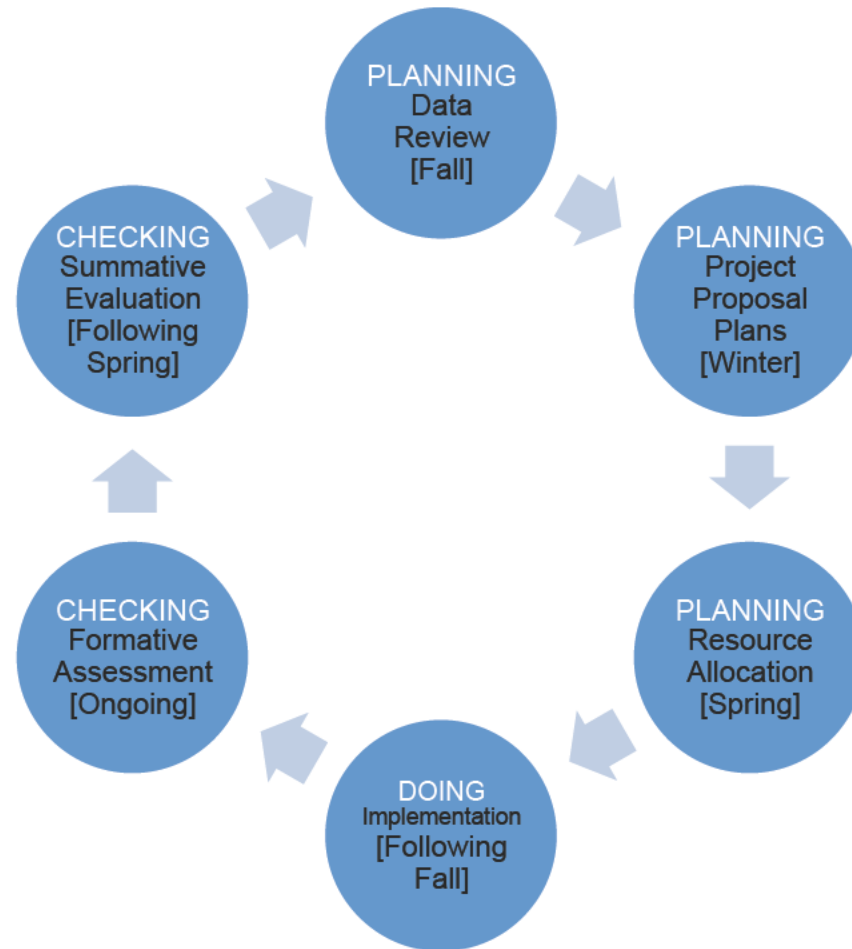 PLANNING
Data
Review
[Fall]
PLANNING
Project
Proposal
Plans
[Winter]
PLANNING
Resource
Allocation
[Spring]
DOING
Implementation
[Following
Fall]
CHECKING
Formative
Assessment
[Ongoing]
CHECKING
Summative
Evaluation
[Following
Spring]